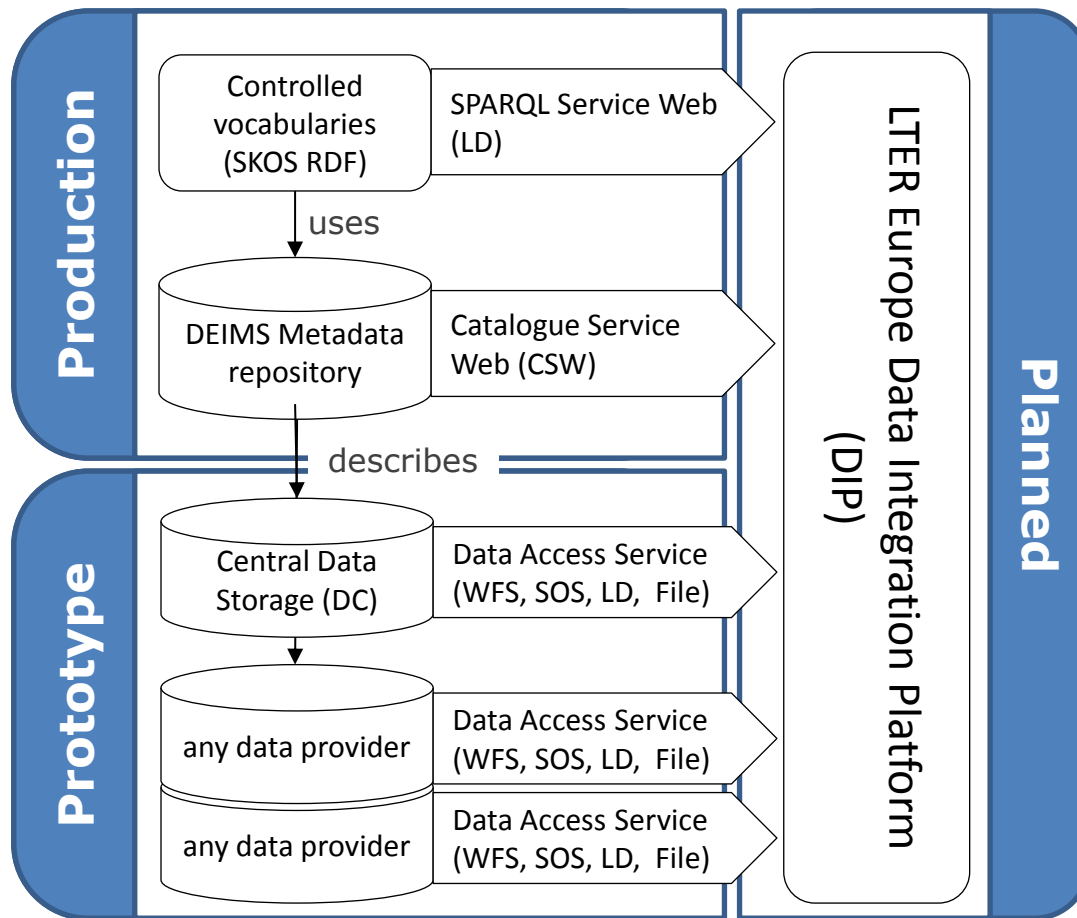 Production
Controlled
vocabularies
(SKOS RDF)
SPARQL Service Web
(LD)
uses
DEIMS Metadata
repository
Catalogue Service
Web (CSW)
describes
Prototype
Central Data
Storage (DC)
Data Access Service
(WFS, SOS, LD,  File)
any data provider
Data Access Service
(WFS, SOS, LD,  File)
any data provider
Data Access Service
(WFS, SOS, LD,  File)
LTER Europe Data Integration Platform
(DIP)
Planned